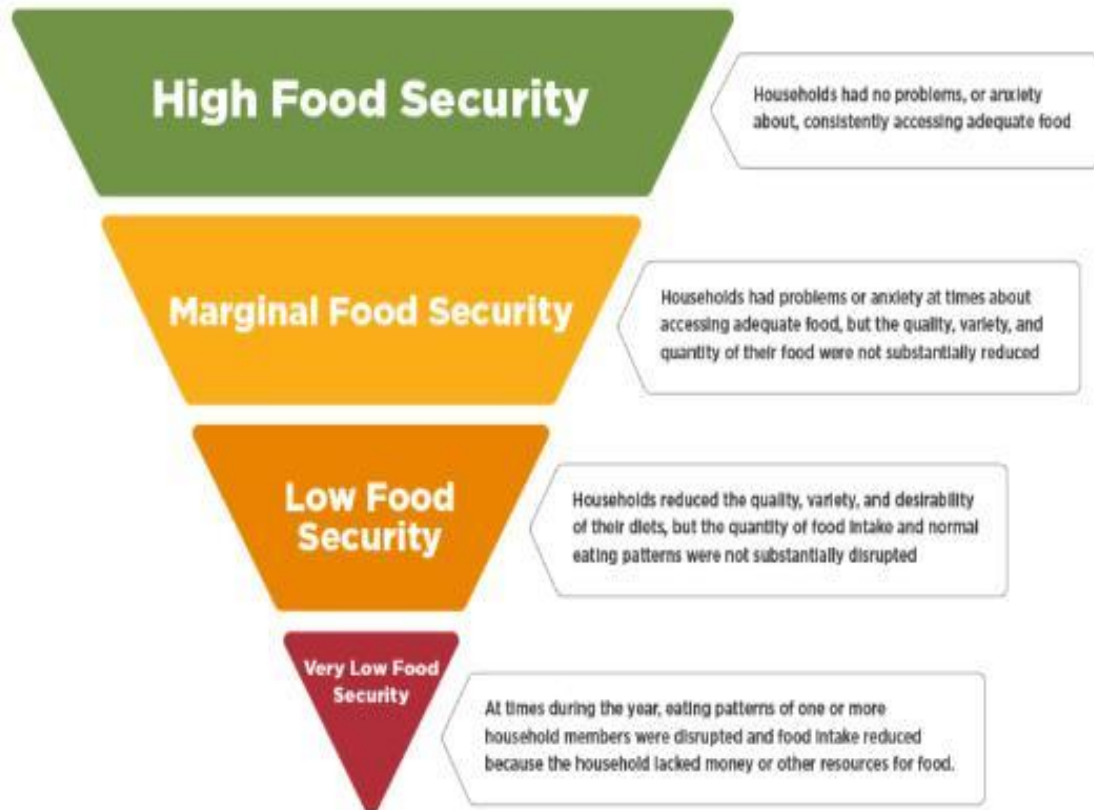 High Food Security
Households had no problems, or anxiety
about, consistently accessing adequate food
Marginal Food Security
Households had problems or anxiety at times about
accessing adequate food, but the quality, variety, and
quantity of their food were not substantially reduced
Low Food
Security
Households reduced the quality, variety, and desirability
of their diets, but the quantity of food intake and normal
eating patterns were not substantially disrupted
Very Low Food
Security
At times during the year, eating patterns of one or more
household members were disrupted and food intake reduced
because the household lacked money or other resources for food.